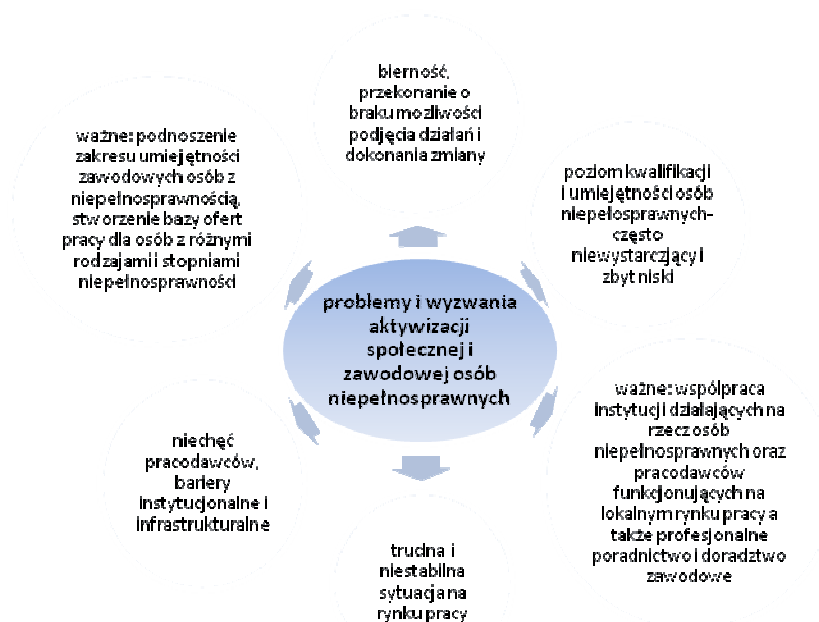 bierność,
przekonanie o
braku możliwości
podjęcia działań i
dokonania zmiany
poziom kwalifikacji
i umiejętności osób
niepełosprawnych-
często
niewystarczjący i
zbyt niski
ważne: współpraca
instytucji działających na
rzecz osób
niepełnosprawnych oraz
pracodawców
funkcjonujących na
lokalnym rynku pracy a
także profesjonalne
poradnictwo i doradztwo
zawodowe
trudna i
niestabilna
sytuacja na
rynku pracy
niechęć
pracodawców,
bariery
instytucjonalne i
infrastrukturalne
ważne: podnoszenie
zakresu umiejętności
zawodowych osób z
niepełnosprawnością,
stworzenie bazy ofert
pracy dla osób z różnymi
rodzajami i stopniami
niepełnosprawności
problemy i wyzwania
aktywizacji
społecznej i
zawodowej osób
niepełnosprawnych